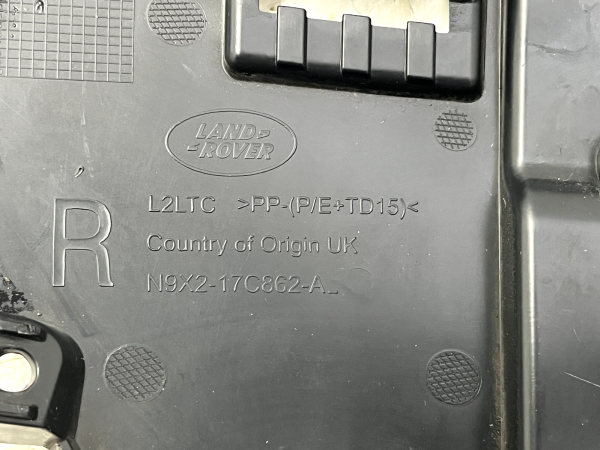 LAND
ROVER
R
L2LTC >PP-(P/E+TD15)<
Country of Origin UK